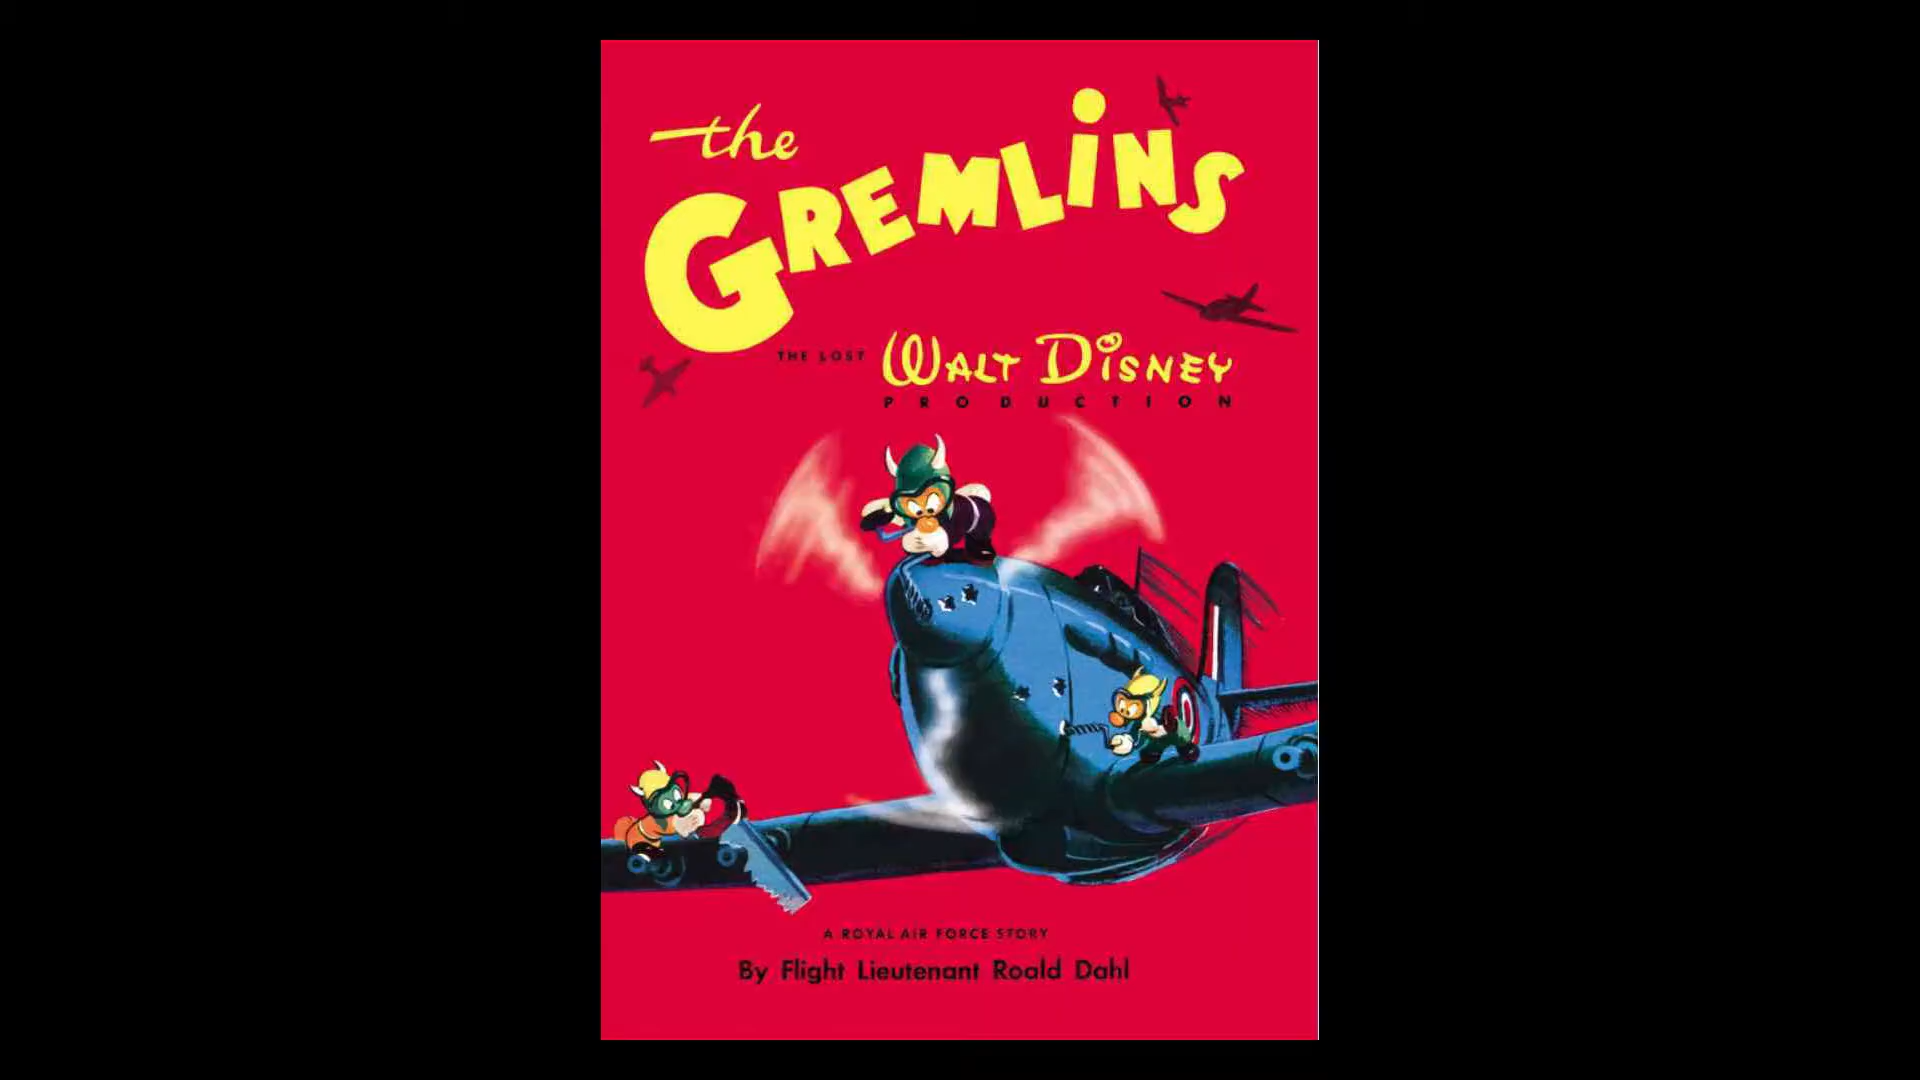 the
GREMLiNS
THE LOST WALT DiSNEY
PRODUCTION
A ROYAL AIR FORCE STORY
By Flight Lieutenant Roald Dahl